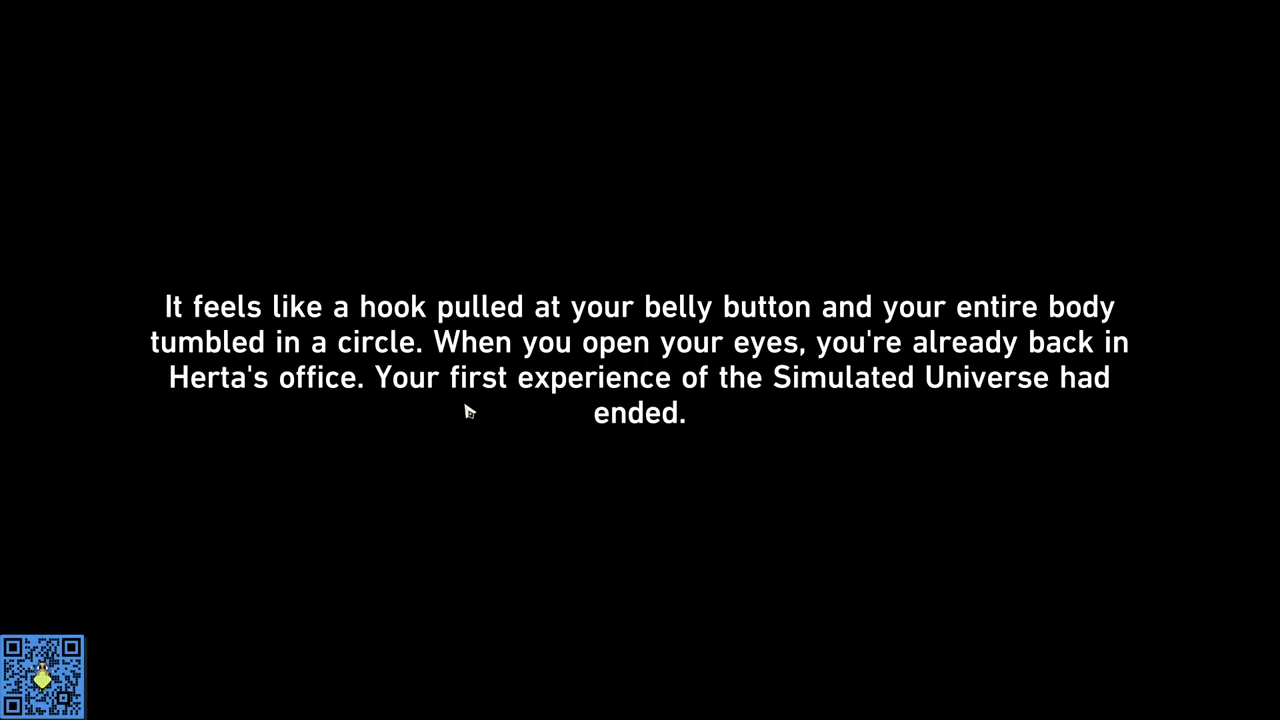 It feels like a hook pulled at your belly button and your entire body
tumbled in a circle. When you open your eyes, you're already back in
Herta's office. Your first experience of the Simulated Universe had
ended.